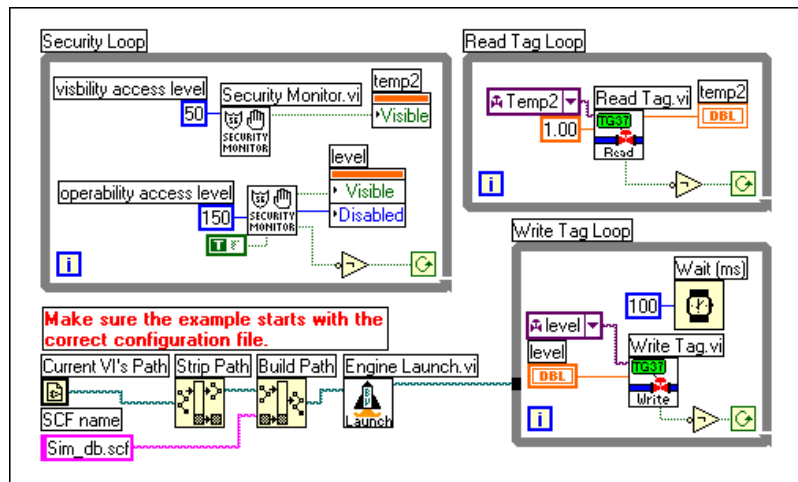 Security Loop
visbility access level
50
Security Monitor.vi
SECURITY
MONITOR
temp2
Visible
operability access level
150
SECURITY
MONITOR
T F
level
Visible
Disabled
i
Read Tag Loop
Temp2
1.00
Read Tag.vi
TG37
Read
temp2
DBL
i
Write Tag Loop
Wait (ms)
100
level
level
DBL
Write Tag.vi
TG37
Write
i
Make sure the example starts with the
correct configuration file.
Current VI's Path
Strip Path
Build Path
Engine Launch.vi
Launch
SCF name
Sim_db.scf